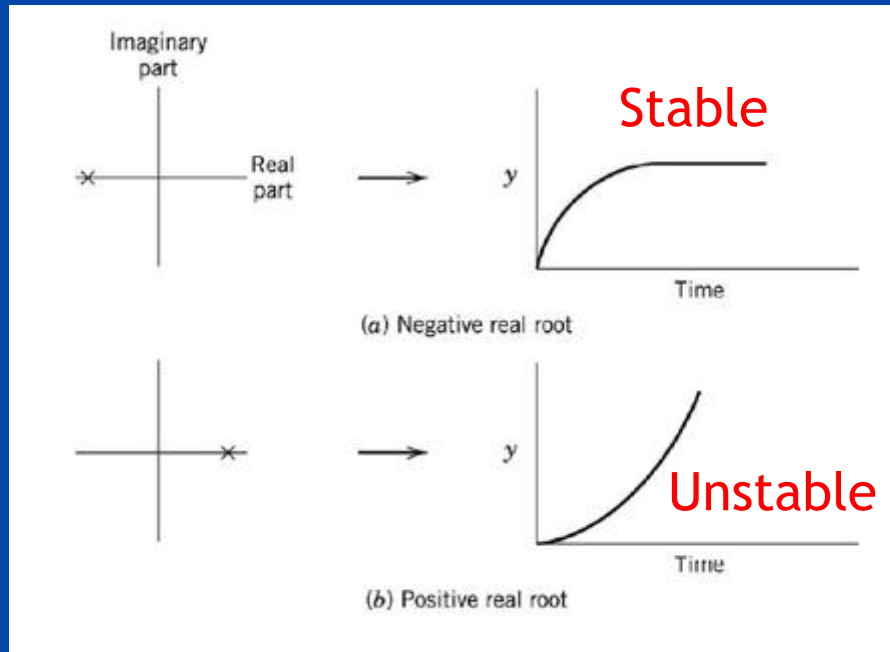 Imaginary
part
Stable
Real
part
y
Time
(a) Negative real root
y
Unstable
Time
(b) Positive real root